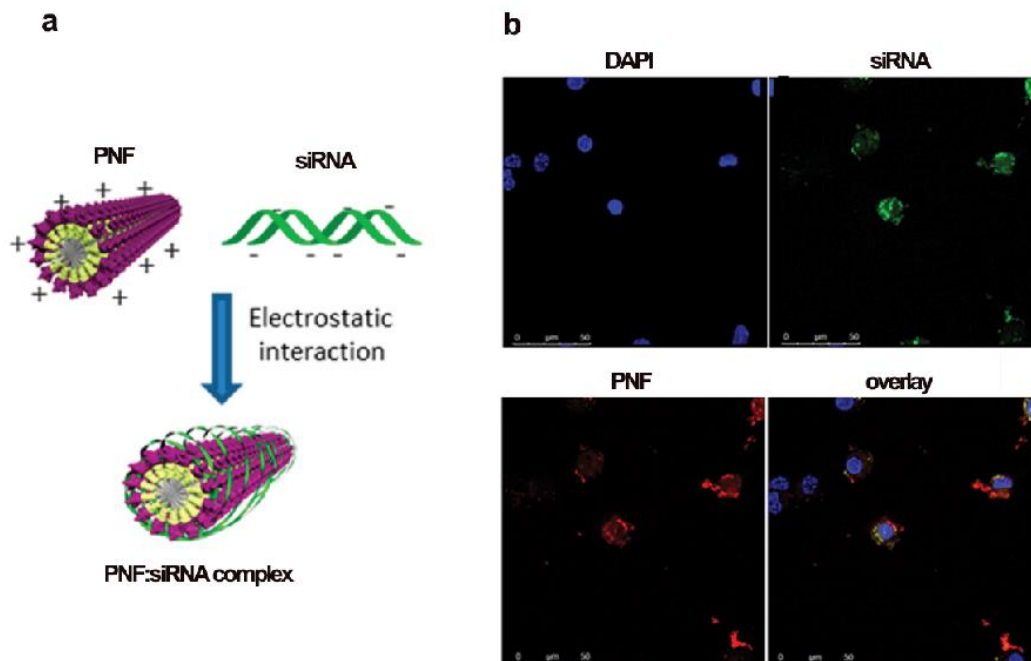 a
PNF
siRNA
+ + + + + + + + +
- - - - - -
Electrostatic
interaction
PNF:siRNA complex
b
DAPI
siRNA
0 µm 50
0 µm 50
PNF
overlay
0 µm 50
0 µm 50